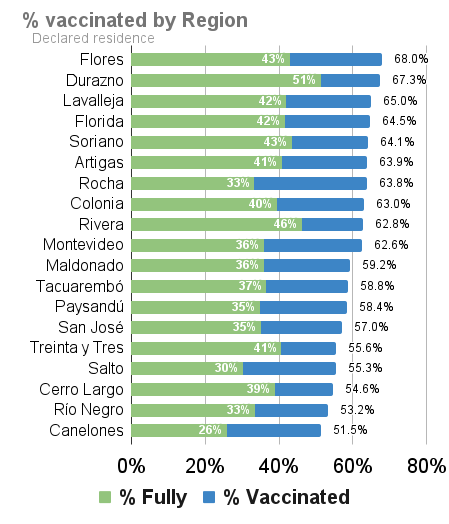 % vaccinated by Region
Declared residence
Flores 43% 68.0%
Durazno 51% 67.3%
Lavalleja 42% 65.0%
Florida 42% 64.5%
Soriano 43% 64.1%
Artigas 41% 63.9%
Rocha 33% 63.8%
Colonia 40% 63.0%
Rivera 46% 62.8%
Montevideo 36% 62.6%
Maldonado 36% 59.2%
Tacuarembó 37% 58.8%
Paysandú 35% 58.4%
San José 35% 57.0%
Treinta y Tres 41% 55.6%
Salto 30% 55.3%
Cerro Largo 39% 54.6%
Río Negro 33% 53.2%
Canelones 26% 51.5%
0% 20% 40% 60% 80%
% Fully % Vaccinated